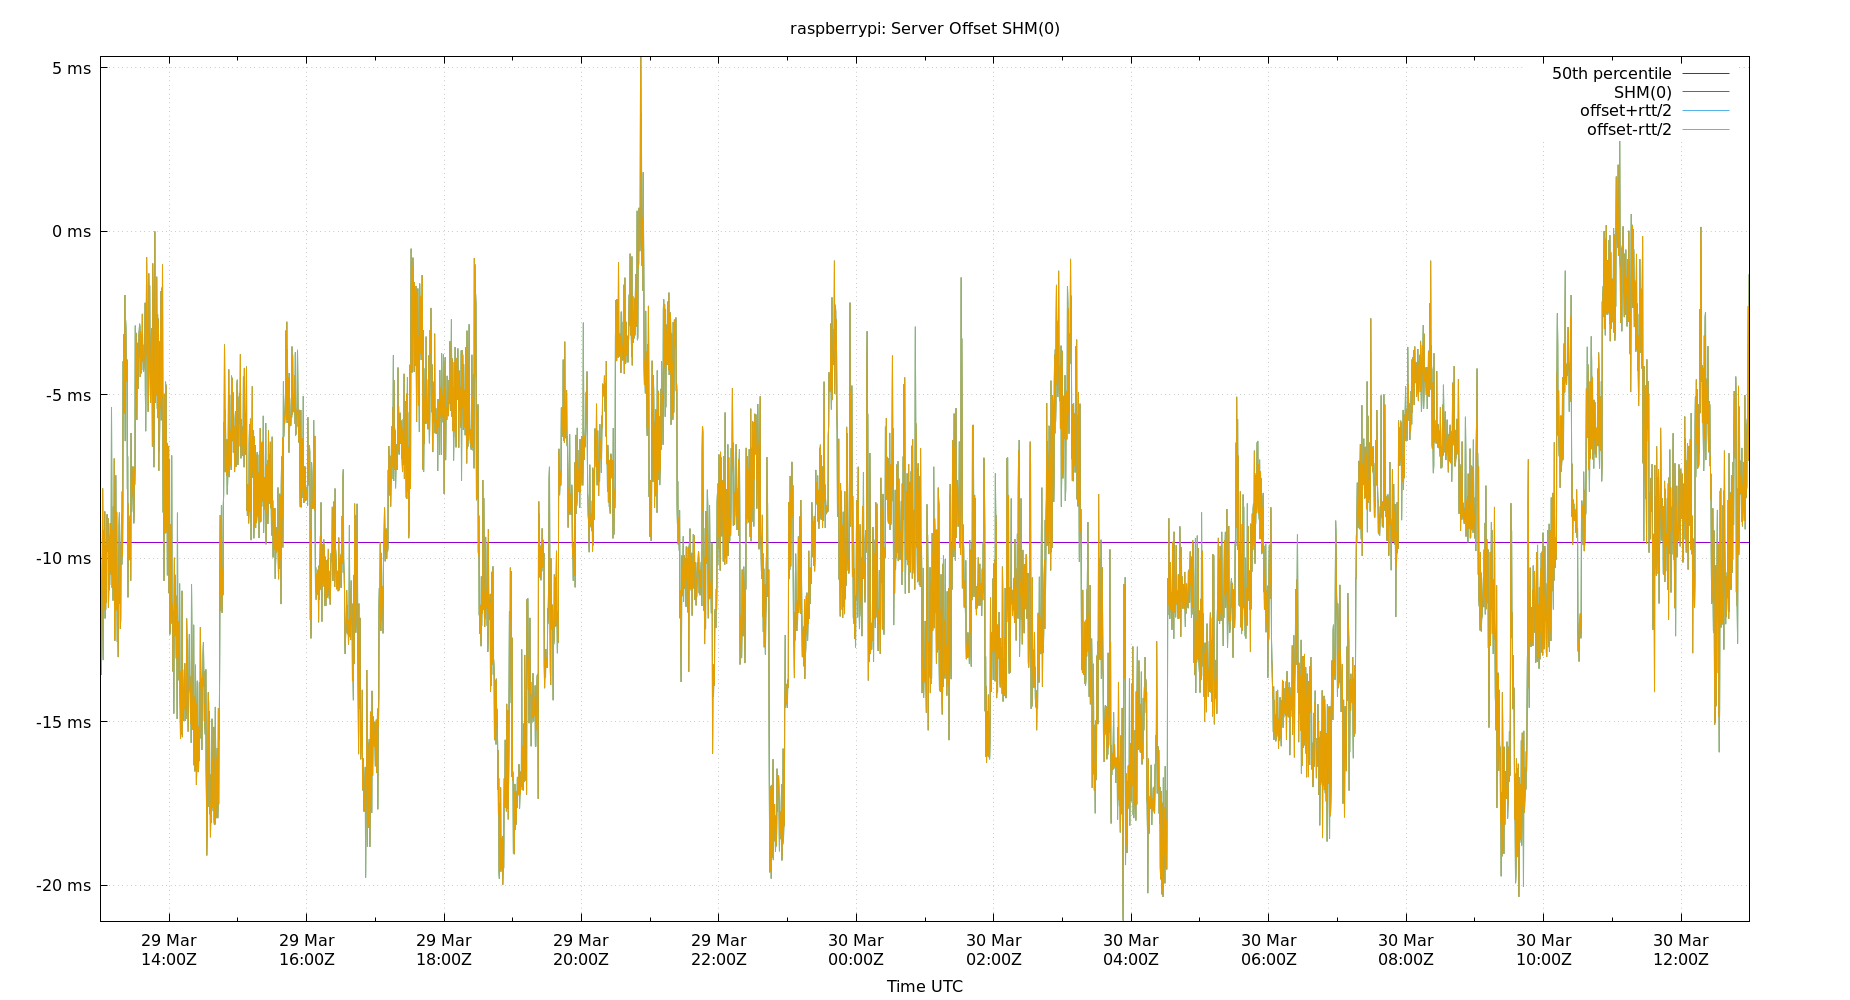 raspberrypi: Server Offset SHM(0)
5 ms
0 ms
-5 ms
-10 ms
-15 ms
-20 ms
50th percentile
SHM(0)
offset+rtt/2
offset-rtt/2
29 Mar 29 Mar 29 Mar 29 Mar 29 Mar 30 Mar 30 Mar 30 Mar 30 Mar 30 Mar 30 Mar 30 Mar
14:00Z 16:00Z 18:00Z 20:00Z 22:00Z 00:00Z 02:00Z 04:00Z 06:00Z 08:00Z 10:00Z 12:00Z
Time UTC